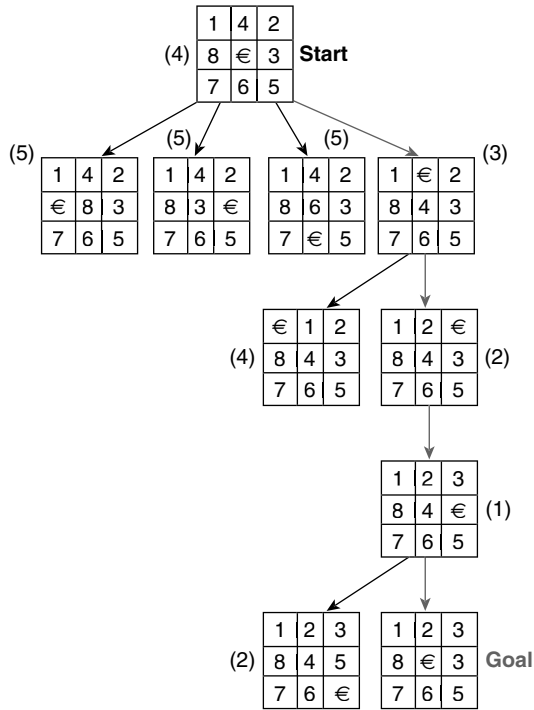 1 4 2
(4) 8 € 3 Start
7 6 5
(5) (5) (5) (3)
1 4 2 1 4 2 1 4 2 1 € 2
€ 8 3 8 3 € 8 6 3 8 4 3
7 6 5 7 6 5 7 € 5 7 6 5
€ 1 2 1 2 €
(4) 8 4 3 8 4 3 (2)
7 6 5 7 6 5
1 2 3
8 4 € (1)
7 6 5
1 2 3 1 2 3
(2) 8 4 5 8 € 3 Goal
7 6 € 7 6 5